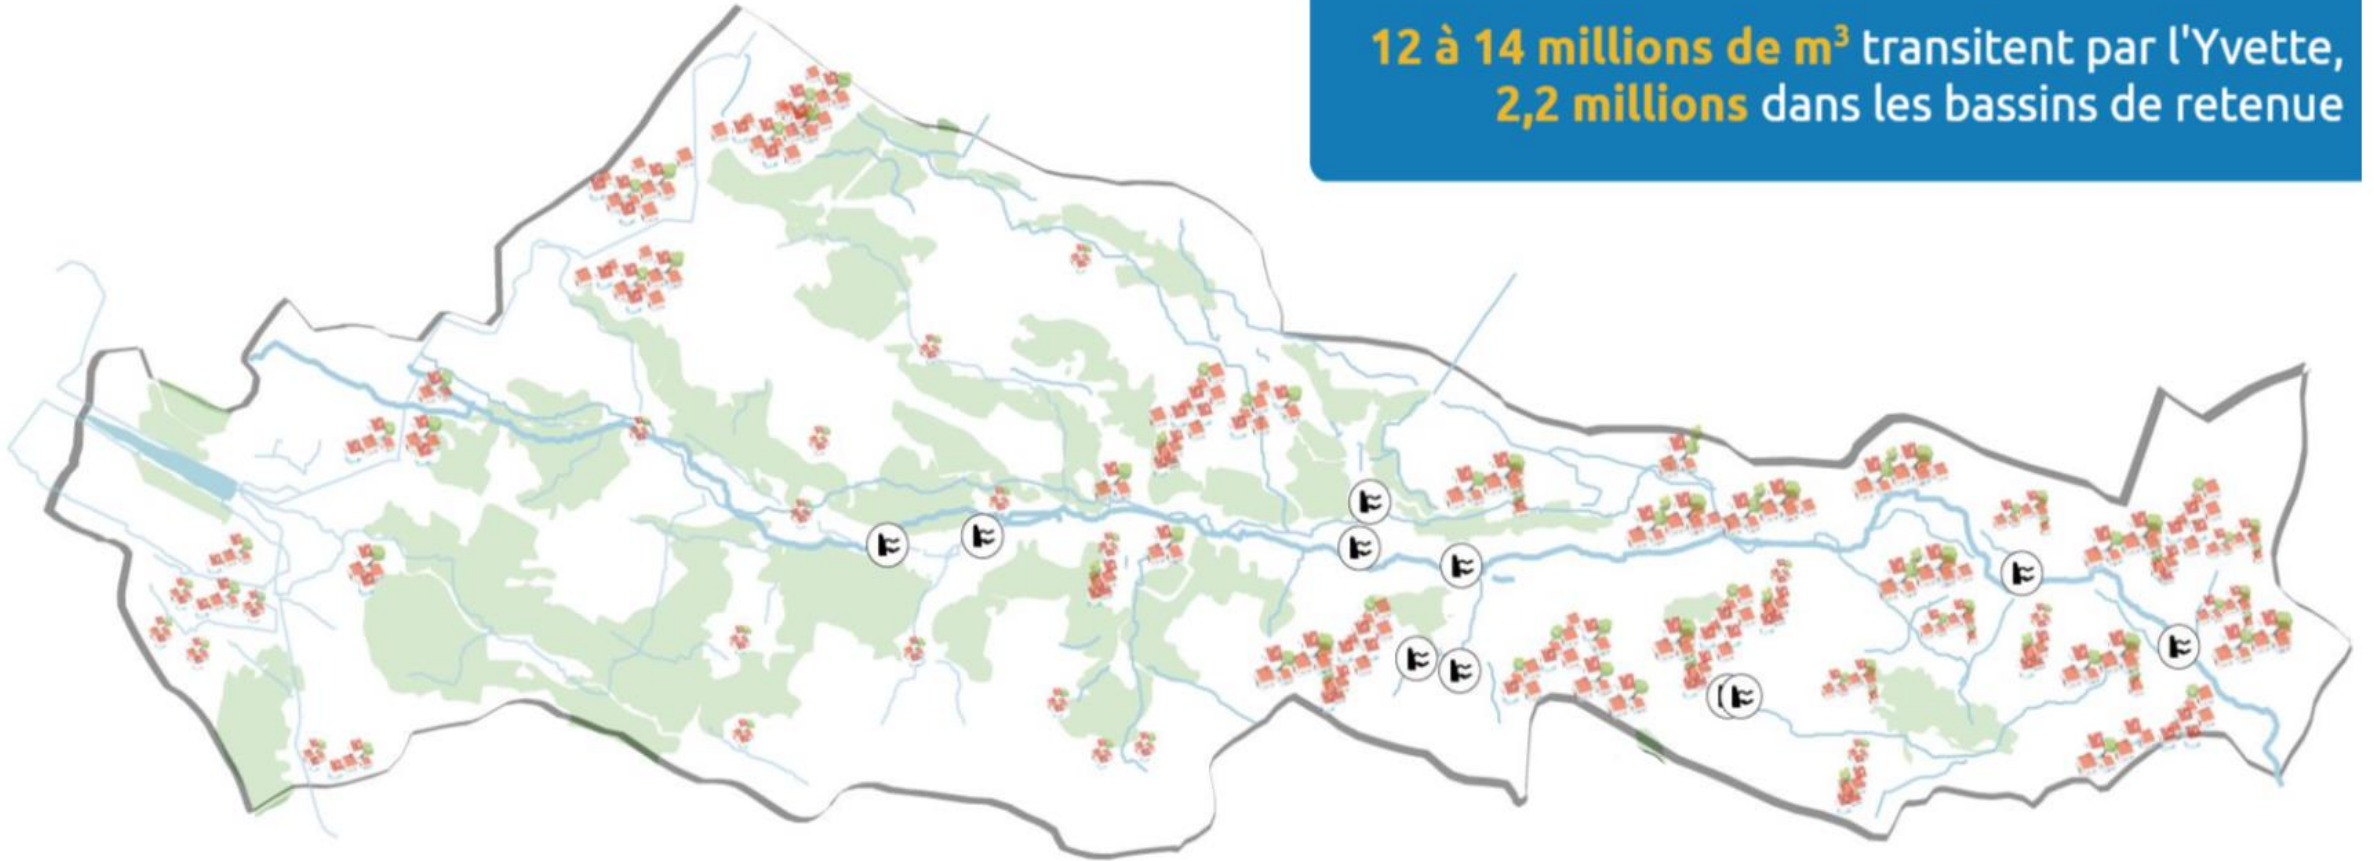 12 à 14 millions de m³ transitent par l'Yvette,
2,2 millions dans les bassins de retenue